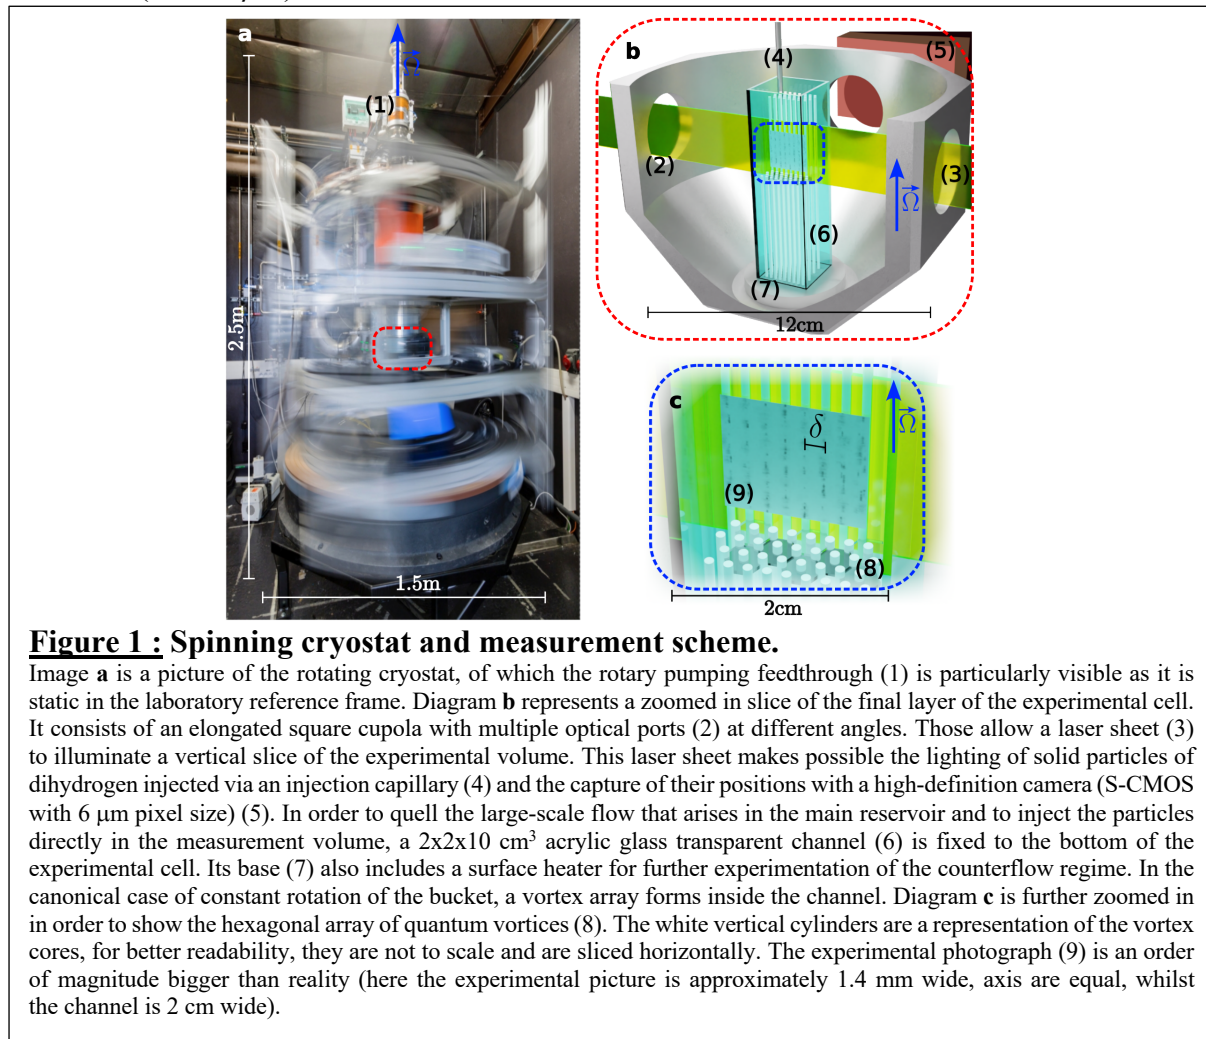 a
Ω
(1)
2.5m
1.5m
b
(4)
(5)
(2)
(3)
Ω
(6)
(7)
12cm
c
Ω
δ
(9)
(8)
2cm
Figure 1 : Spinning cryostat and measurement scheme.
Image a is a picture of the rotating cryostat, of which the rotary pumping feedthrough (1) is particularly visible as it is
static in the laboratory reference frame. Diagram b represents a zoomed in slice of the final layer of the experimental cell.
It consists of an elongated square cupola with multiple optical ports (2) at different angles. Those allow a laser sheet (3)
to illuminate a vertical slice of the experimental volume. This laser sheet makes possible the lighting of solid particles of
dihydrogen injected via an injection capillary (4) and the capture of their positions with a high-definition camera (S-CMOS
with 6 μm pixel size) (5). In order to quell the large-scale flow that arises in the main reservoir and to inject the particles
directly in the measurement volume, a 2x2x10 cm³ acrylic glass transparent channel (6) is fixed to the bottom of the
experimental cell. Its base (7) also includes a surface heater for further experimentation of the counterflow regime. In the
canonical case of constant rotation of the bucket, a vortex array forms inside the channel. Diagram c is further zoomed in
in order to show the hexagonal array of quantum vortices (8). The white vertical cylinders are a representation of the vortex
cores, for better readability, they are not to scale and are sliced horizontally. The experimental photograph (9) is an order
of magnitude bigger than reality (here the experimental picture is approximately 1.4 mm wide, axis are equal, whilst
the channel is 2 cm wide).